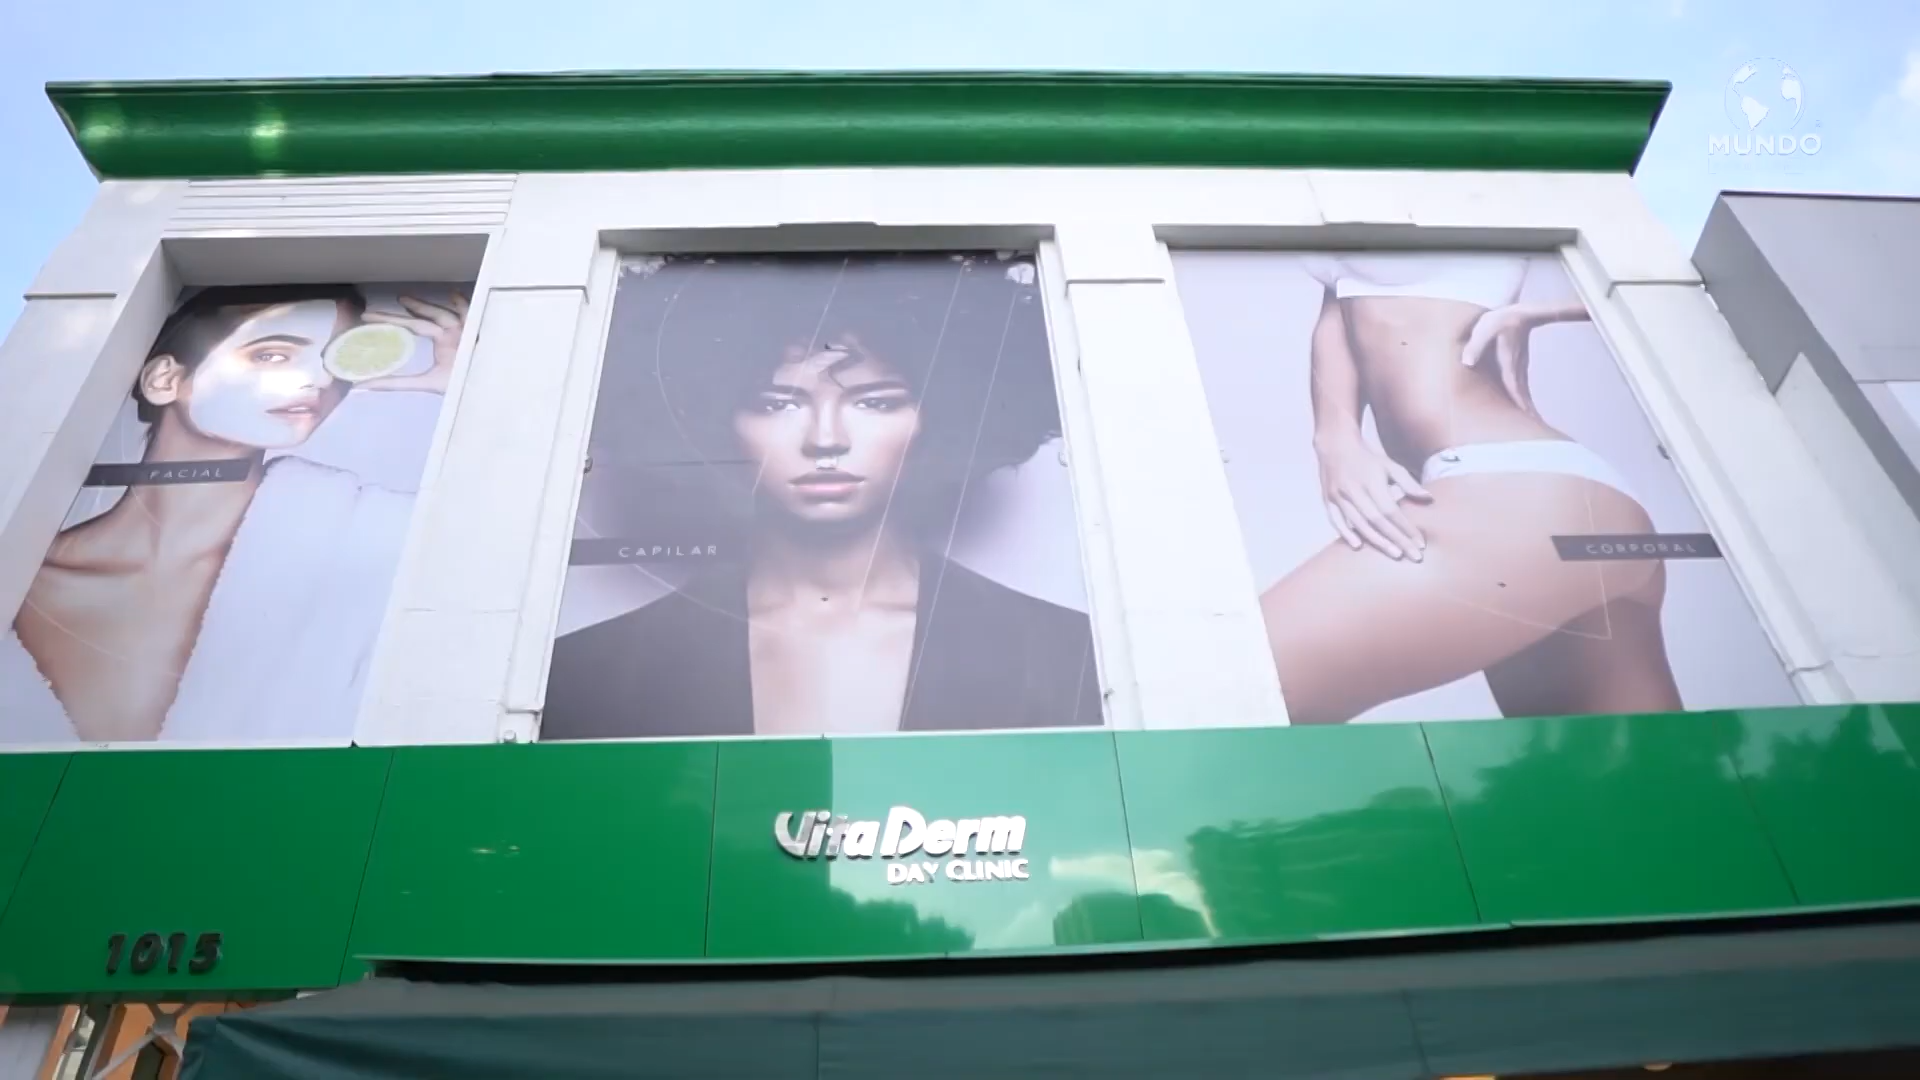 MUNDO
FACIAL
CAPILAR
CORPORAL
VitaDerm
DAY CLINIC
1015